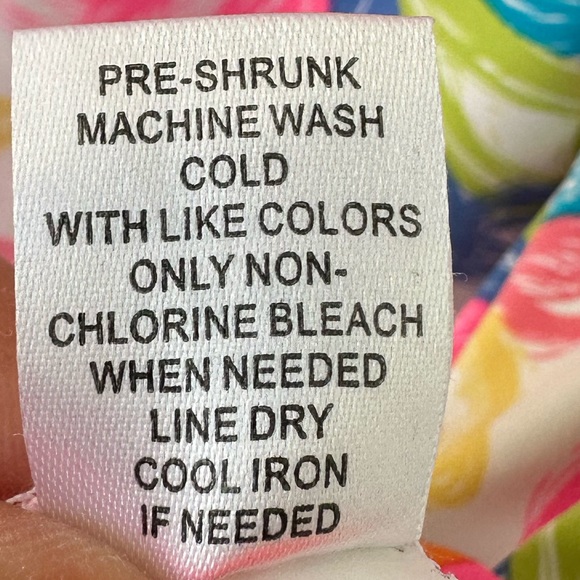 PRE-SHRUNK
MACHINE WASH
COLD
WITH LIKE COLORS
ONLY NON-
CHLORINE BLEACH
WHEN NEEDED
LINE DRY
COOL IRON
IF NEEDED